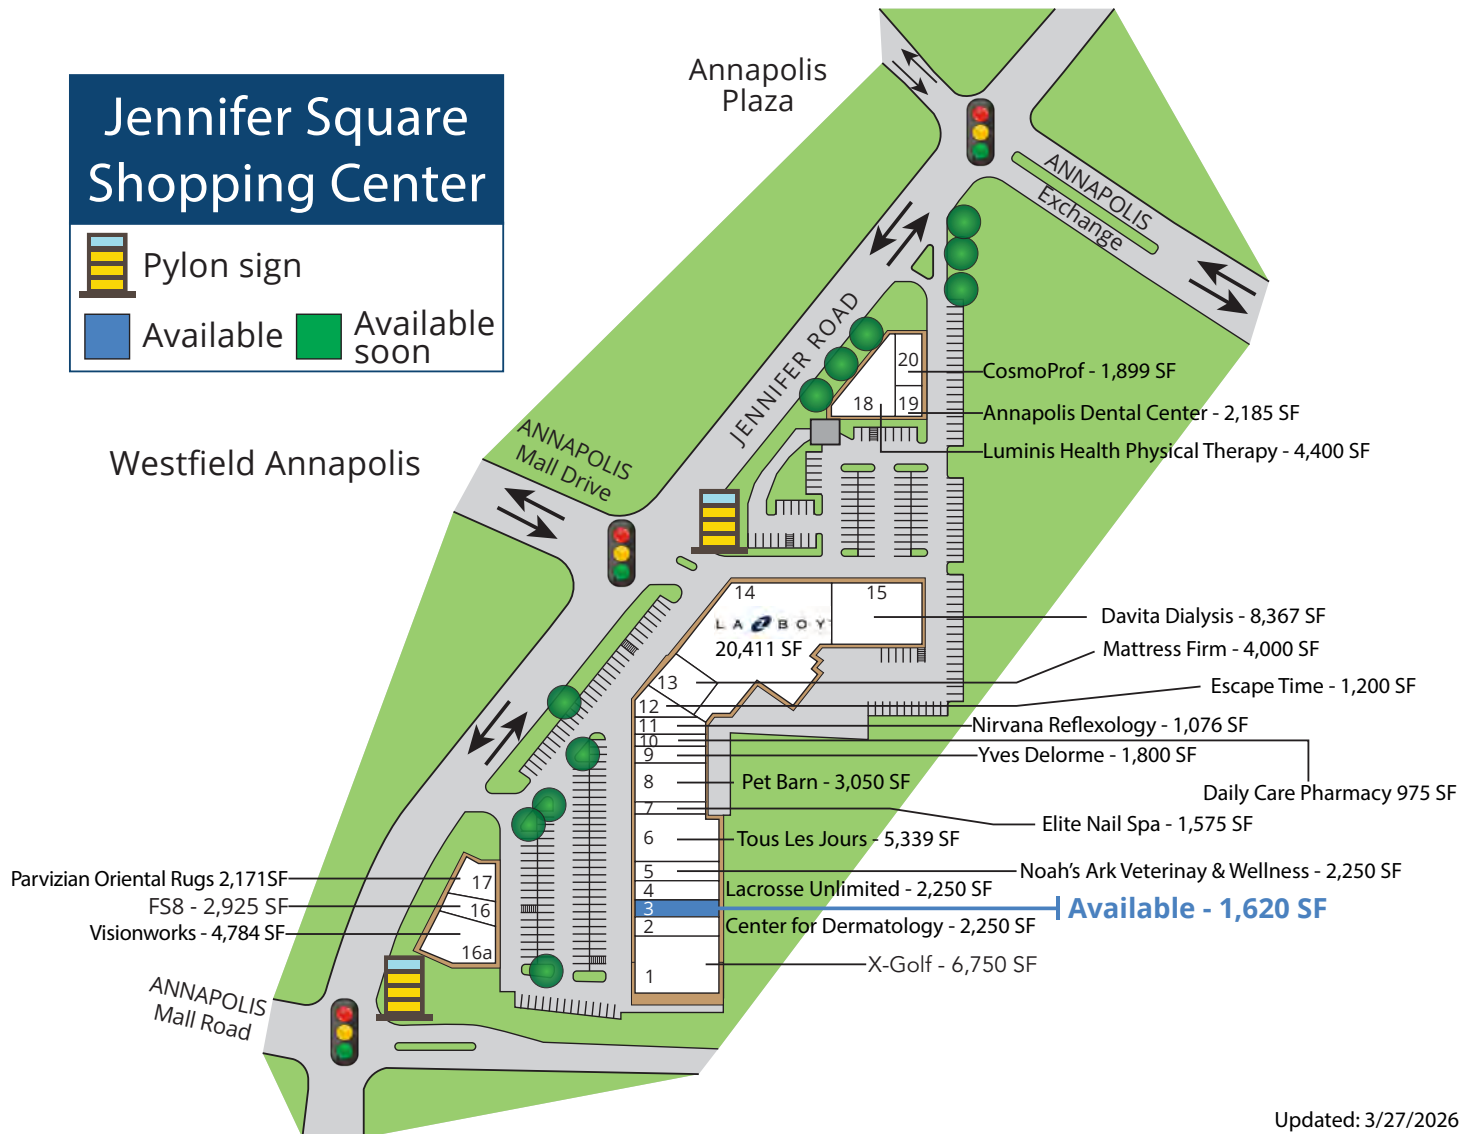 Jennifer Square
Shopping Center
Pylon sign
Available
Available
soon
Annapolis
Plaza
ANNAPOLIS
Exchange
JENNIFER ROAD
Westfield Annapolis
ANNAPOLIS
Mall Drive
20
CosmoProf - 1,899 SF
18
19
Annapolis Dental Center - 2,185 SF
Luminis Health Physical Therapy - 4,400 SF
14
15
LA Z BOY
20,411 SF
Davita Dialysis - 8,367 SF
Mattress Firm - 4,000 SF
13
Escape Time - 1,200 SF
12
11
Nirvana Reflexology - 1,076 SF
10
9
Yves Delorme - 1,800 SF
8
Pet Barn - 3,050 SF
Daily Care Pharmacy 975 SF
7
Elite Nail Spa - 1,575 SF
6
Tous Les Jours - 5,339 SF
5
Noah's Ark Veterinay & Wellness - 2,250 SF
4
Lacrosse Unlimited - 2,250 SF
3
Available - 1,620 SF
2
Center for Dermatology - 2,250 SF
1
X-Golf - 6,750 SF
Parvizian Oriental Rugs 2,171SF
17
FS8 - 2,925 SF
16
Visionworks - 4,784 SF
16a
ANNAPOLIS
Mall Road
Updated: 3/27/2026